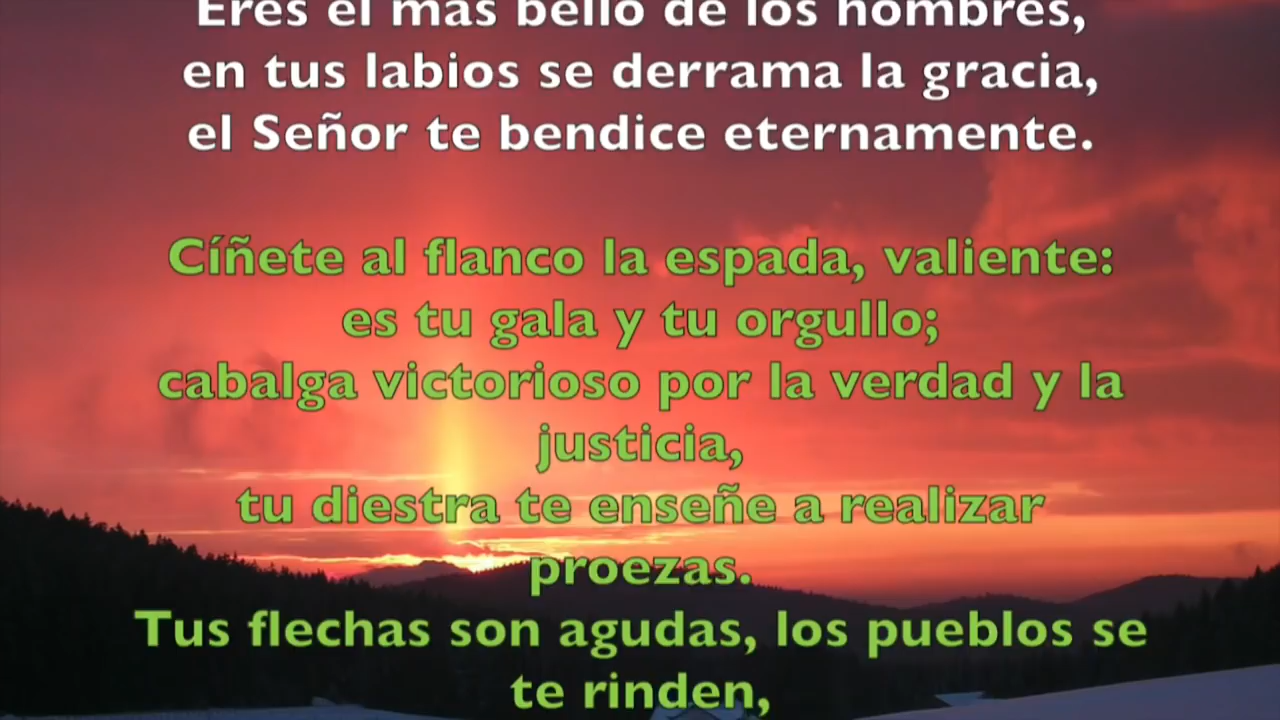 Eres el más bello de los hombres,
en tus labios se derrama la gracia,
el Señor te bendice eternamente.
Cíñete al flanco la espada, valiente:
es tu gala y tu orgullo;
cabalga victorioso por la verdad y la
justicia,
tu diestra te enseñe a realizar
proezas.
Tus flechas son agudas, los pueblos se
te rinden,